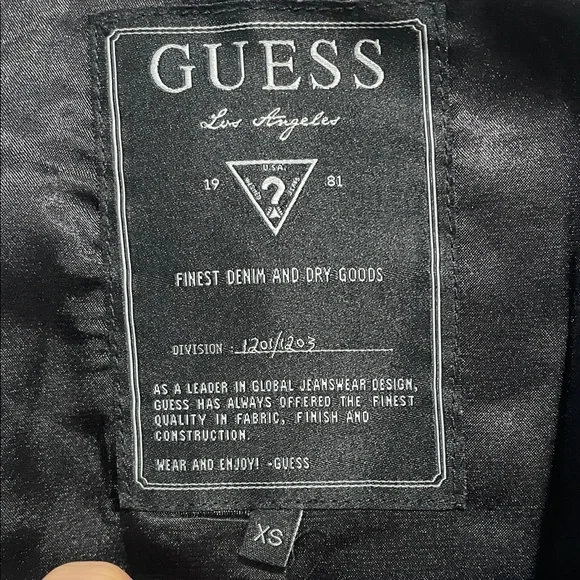 GUESS
Los Angeles
U.S.A.
19 ? 81
FINEST DENIM AND DRY GOODS
DIVISION : 1201/1203
AS A LEADER IN GLOBAL JEANSWEAR DESIGN,
GUESS HAS ALWAYS OFFERED THE FINEST
QUALITY IN FABRIC, FINISH AND
CONSTRUCTION.
WEAR AND ENJOY! -GUESS
XS